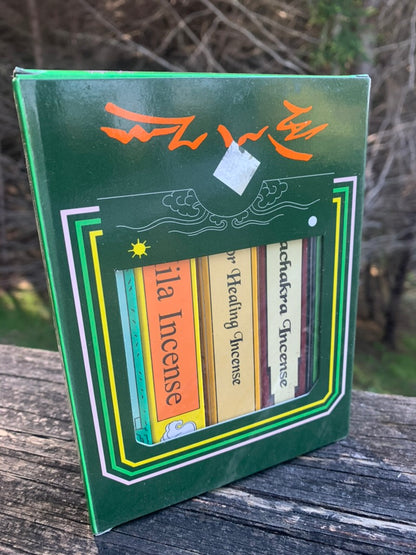 ila Incense
or Healing Incense
achakra Incense